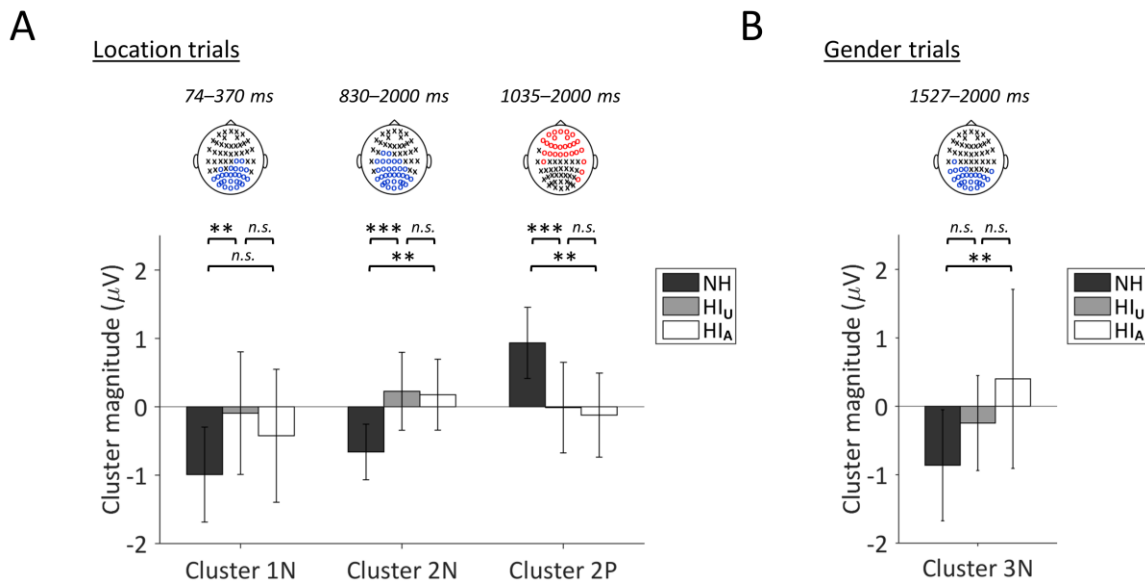 A
B
Location trials
Gender trials
74–370 ms
830–2000 ms
1035–2000 ms
1527–2000 ms
** n.s.
n.s.
*** n.s.
**
*** n.s.
**
n.s. n.s.
**
Cluster magnitude (μV)
2
1
0
-1
-2
Cluster 1N
Cluster 2N
Cluster 2P
NH
HIU
HIA
Cluster magnitude (μV)
2
1
0
-1
-2
Cluster 3N
NH
HIU
HIA